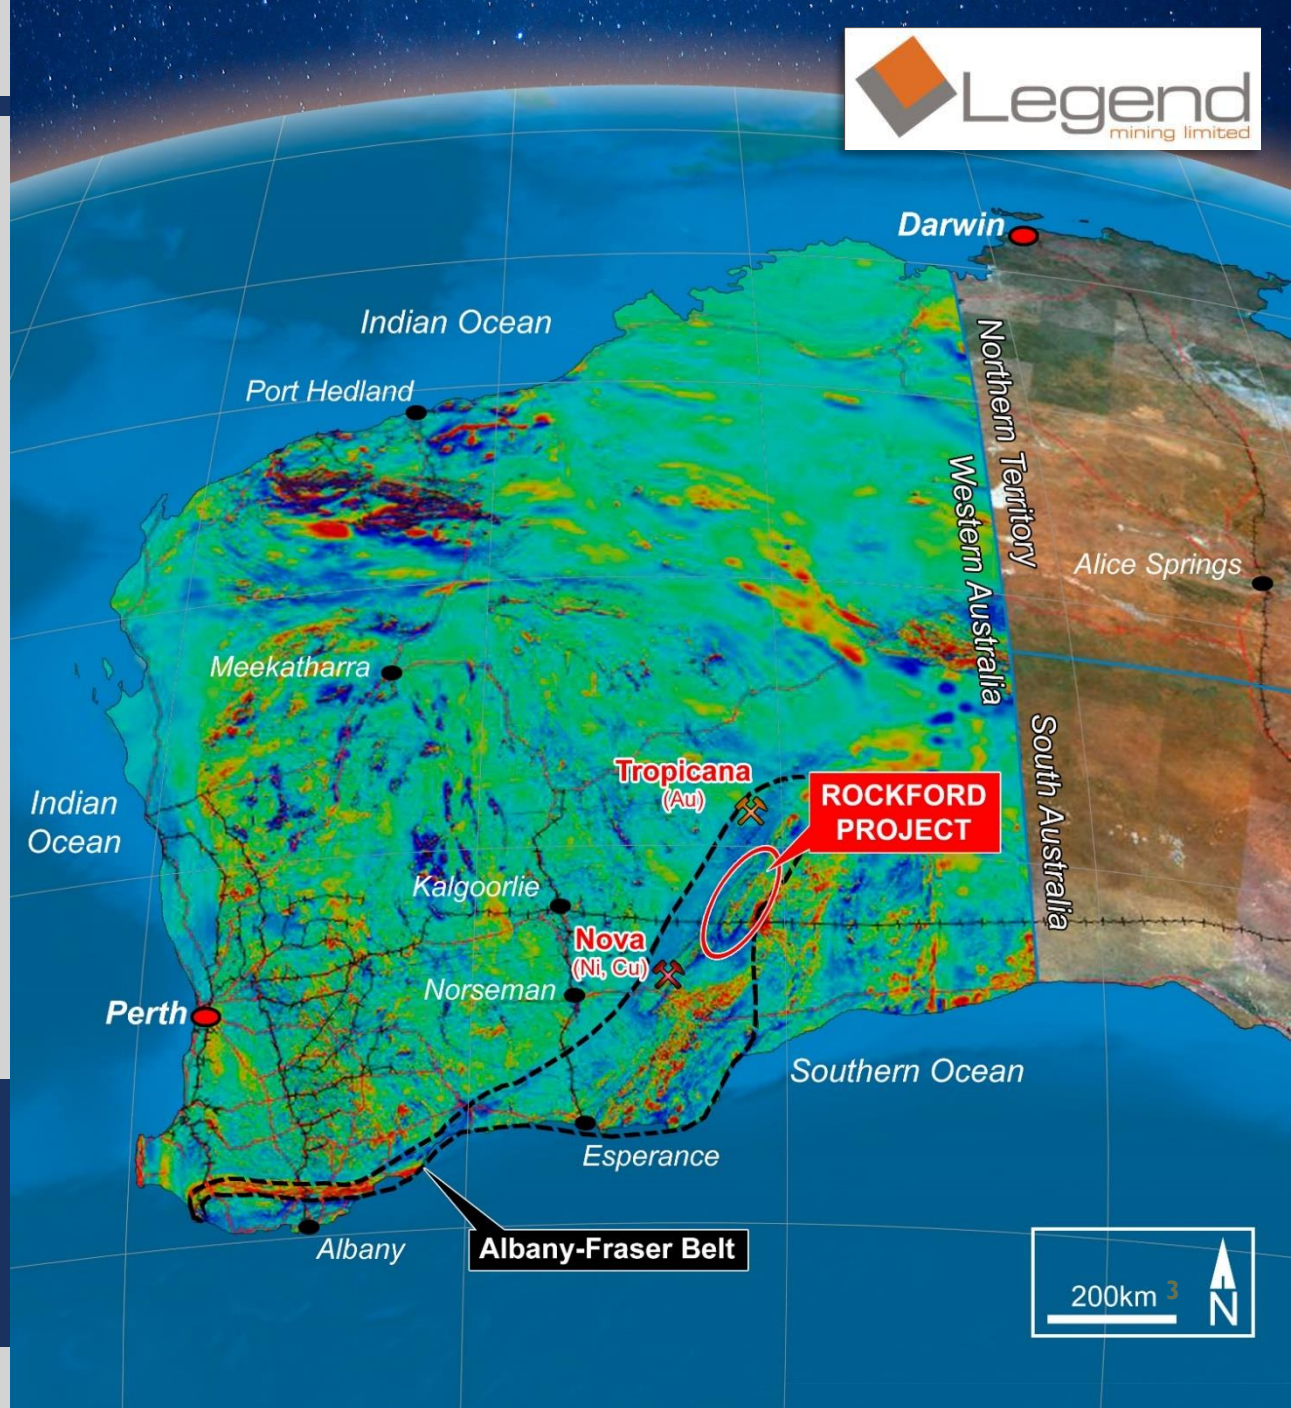 Legend
mining limited
Darwin
Indian Ocean
Northern Territory
Port Hedland
Western Australia
Alice Springs
Meekatharra
South Australia
Tropicana
(Au)
ROCKFORD
PROJECT
Indian
Ocean
Kalgoorlie
Nova
(Ni, Cu)
Norseman
Perth
Southern Ocean
Esperance
Albany
Albany-Fraser Belt
200km
3
N